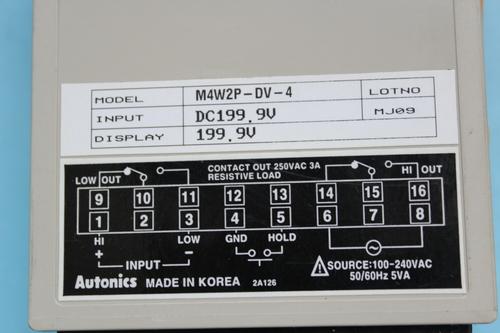 MODEL M4W2P-DV-4 LOTNO
INPUT DC199.9V MJ09
DISPLAY 199.9V
CONTACT OUT 250VAC 3A
RESISTIVE LOAD
LOW OUT HI OUT
9 10 11 12 13 14 15 16
1 2 3 4 5 6 7 8
HI LOW GND HOLD
+ INPUT -
SOURCE:100-240VAC
50/60Hz 5VA
Autonics MADE IN KOREA 2A126